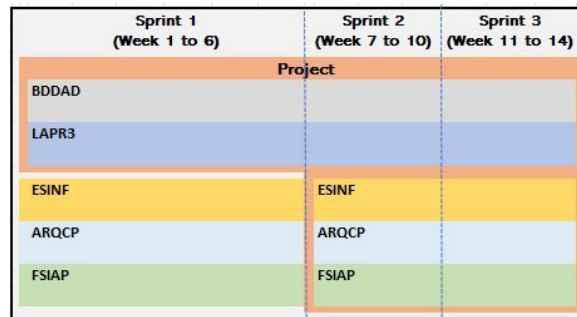 Sprint 1 Sprint 2 Sprint 3
(Week 1 to 6) (Week 7 to 10) (Week 11 to 14)
Project
BDDAD
LAPR3
ESINF ESINF
ARQCP ARQCP
FSIAP FSIAP